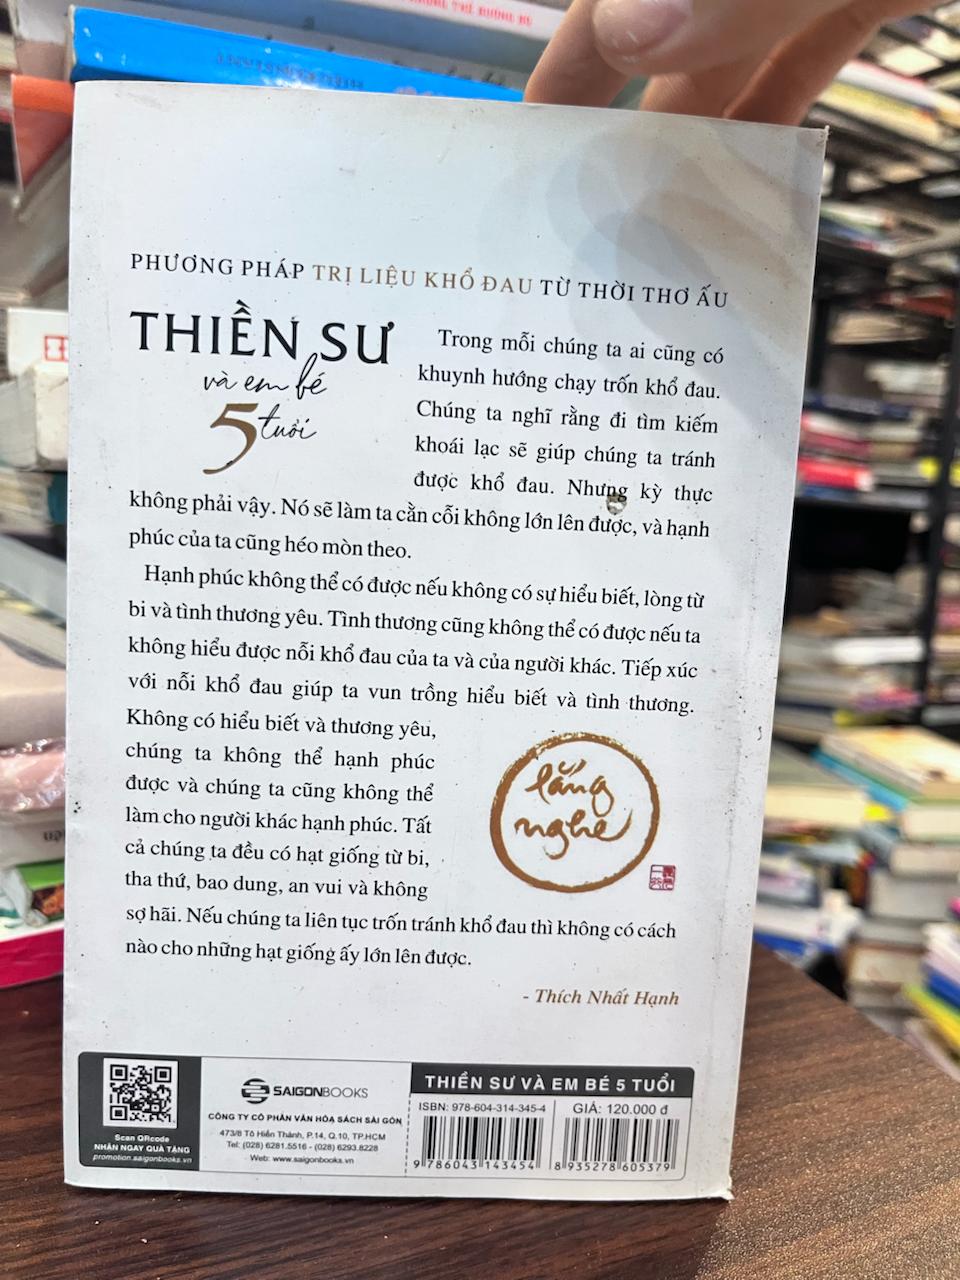 PHƯƠNG PHÁP TRỊ LIỆU KHỔ ĐAU TỪ THỜI THƠ ẤU
THIỀN SƯ
và em bé
5 tuổi
Trong mỗi chúng ta ai cũng có
khuynh hướng chạy trốn khổ đau.
Chúng ta nghĩ rằng đi tìm kiếm
khoái lạc sẽ giúp chúng ta tránh
được khổ đau. Nhưng kỳ thực
không phải vậy. Nó sẽ làm ta cằn cỗi không lớn lên được, và hạnh
phúc của ta cũng héo mòn theo.
Hạnh phúc không thể có được nếu không có sự hiểu biết, lòng từ
bi và tình thương yêu. Tình thương cũng không thể có được nếu ta
không hiểu được nỗi khổ đau của ta và của người khác. Tiếp xúc
với nỗi khổ đau giúp ta vun trồng hiểu biết và tình thương.
Không có hiểu biết và thương yêu,
chúng ta không thể hạnh phúc
được và chúng ta cũng không thể
làm cho người khác hạnh phúc. Tất
cả chúng ta đều có hạt giống từ bi,
tha thứ, bao dung, an vui và không
sợ hãi. Nếu chúng ta liên tục trốn tránh khổ đau thì không có cách
nào cho những hạt giống ấy lớn lên được.
lắng
nghe
- Thích Nhất Hạnh
Scan QRcode
NHẬN NGAY QUÀ TẶNG
promotion.saigonbooks.vn
SAIGONBOOKS
CÔNG TY CỔ PHẦN VĂN HÓA SÁCH SÀI GÒN
473/8 Tô Hiến Thành, P.14, Q.10, TP.HCM
Tel: (028) 6281.5516 - (028) 6293.8228
Web: www.saigonbooks.vn
THIỀN SƯ VÀ EM BÉ 5 TUỔI
ISBN: 978-604-314-345-4
GIÁ: 120.000 đ
9 786043 143454
8 935278 605379